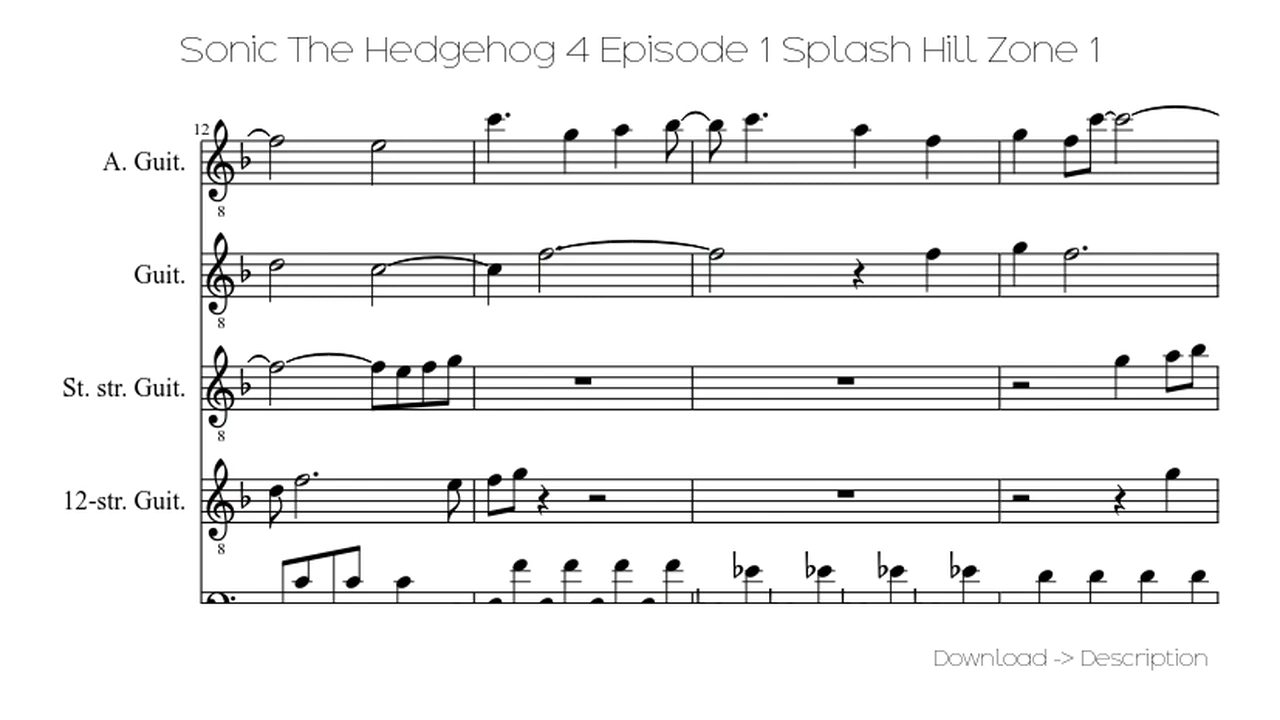 Sonic The Hedgehog 4 Episode 1 Splash Hill Zone 1
12
A. Guit.
8
Guit.
8
St. str. Guit.
8
12-str. Guit.
8
Download -> Description